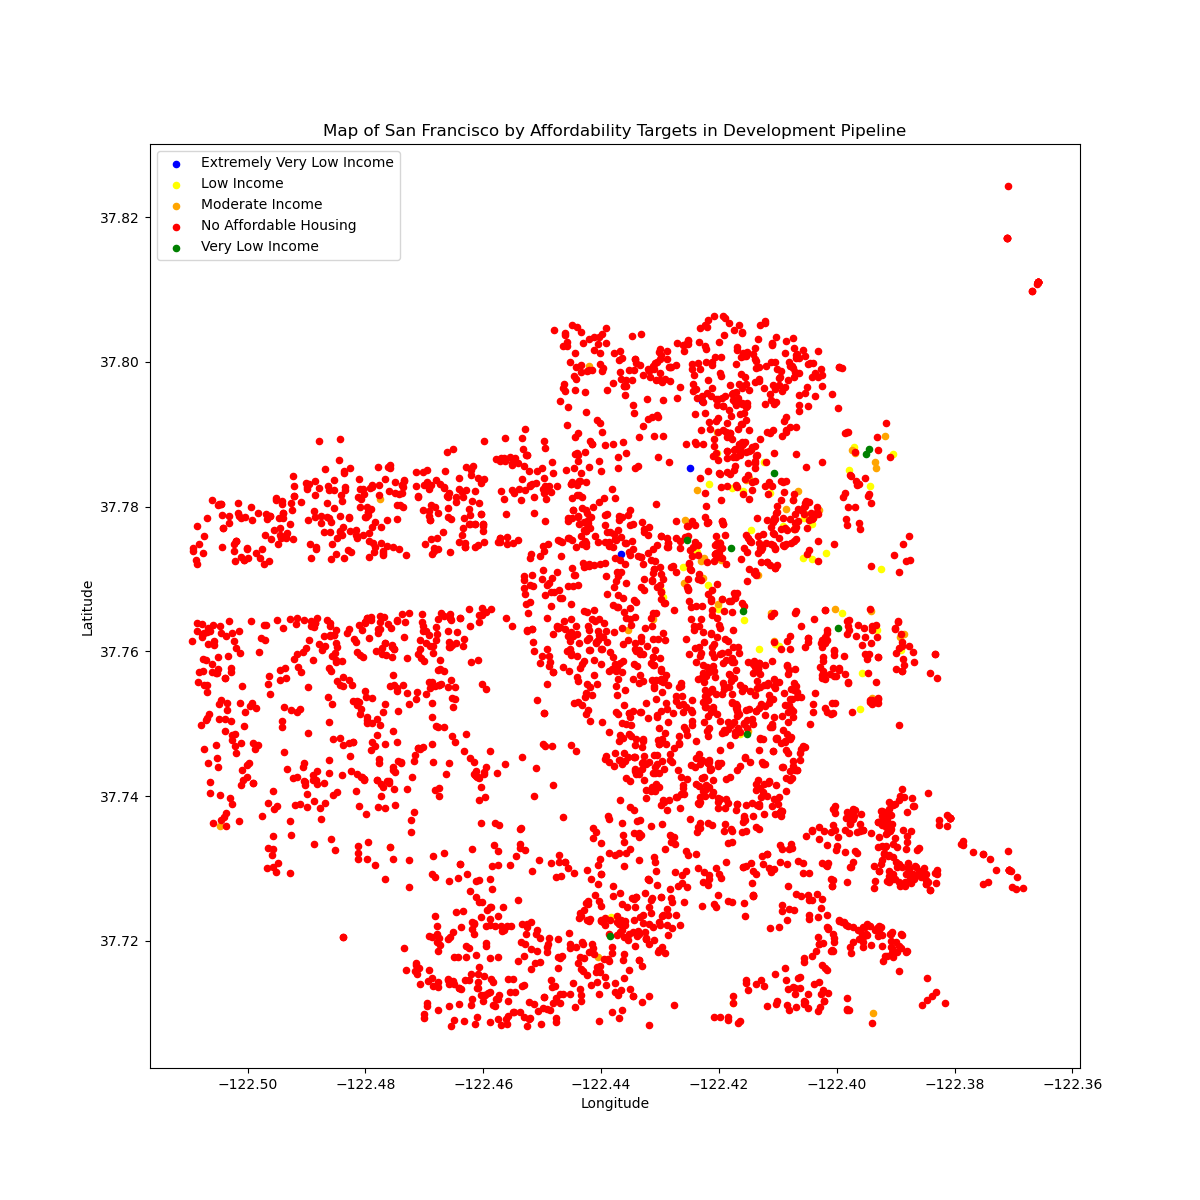 Map of San Francisco by Affordability Targets in Development Pipeline
Extremely Very Low Income
Low Income
Moderate Income
No Affordable Housing
Very Low Income
37.82
37.80
37.78
37.76
37.74
37.72
Latitude
−122.50 −122.48 −122.46 −122.44 −122.42 −122.40 −122.38 −122.36
Longitude